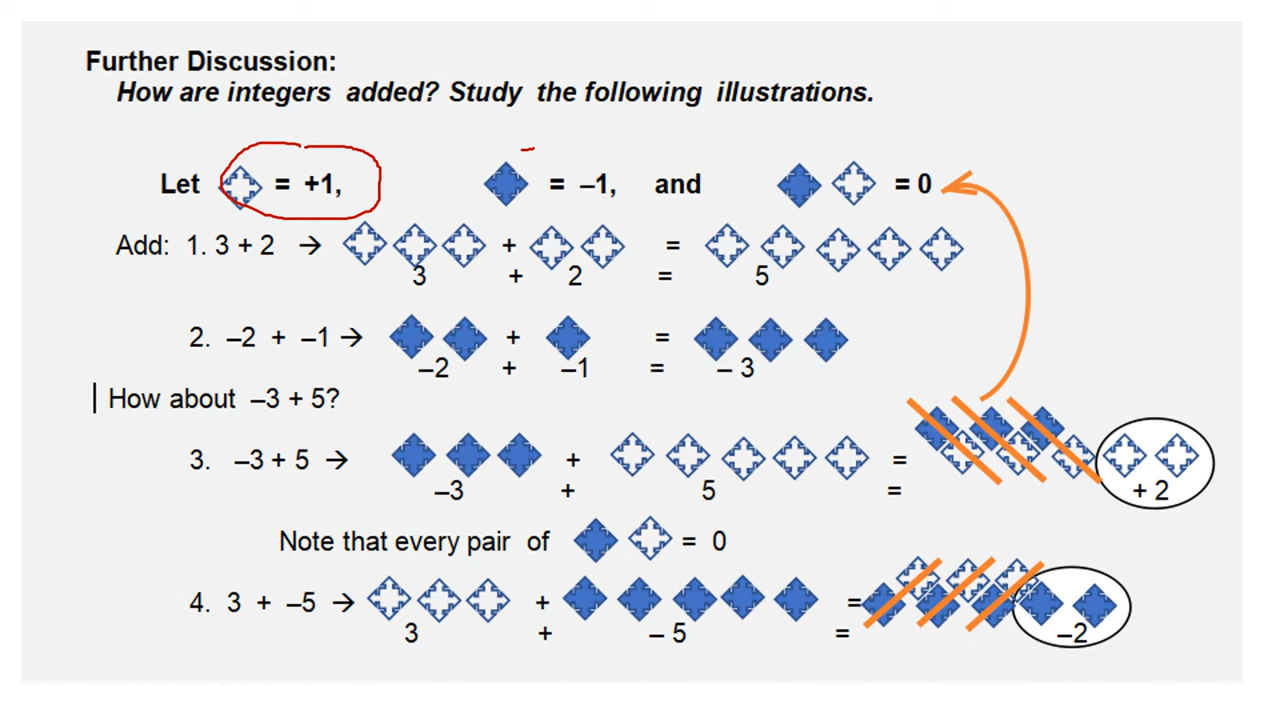 Further Discussion:
How are integers added? Study the following illustrations.
Let = +1, = –1, and = 0
Add: 1. 3 + 2 → + =
3 + 2 = 5
2. –2 + –1 → + =
–2 + –1 = – 3
How about –3 + 5?
3. –3 + 5 → + =
–3 + 5 = + 2
Note that every pair of = 0
4. 3 + –5 → + =
3 + – 5 = –2